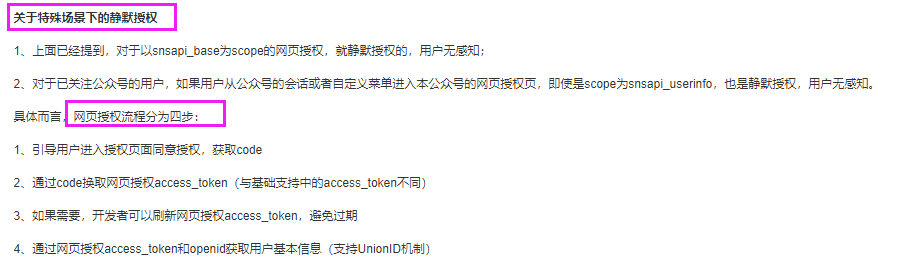 关于特殊场景下的静默授权
1、上面已经提到，对于以snsapi_base为scope的网页授权，就静默授权的，用户无感知；
2、对于已关注公众号的用户，如果用户从公众号的会话或者自定义菜单进入本公众号的网页授权页，即使是scope为snsapi_userinfo，也是静默授权，用户无感知。
具体而言，网页授权流程分为四步：
1、引导用户进入授权页面同意授权，获取code
2、通过code换取网页授权access_token（与基础支持中的access_token不同）
3、如果需要，开发者可以刷新网页授权access_token，避免过期
4、通过网页授权access_token和openid获取用户基本信息（支持UnionID机制）